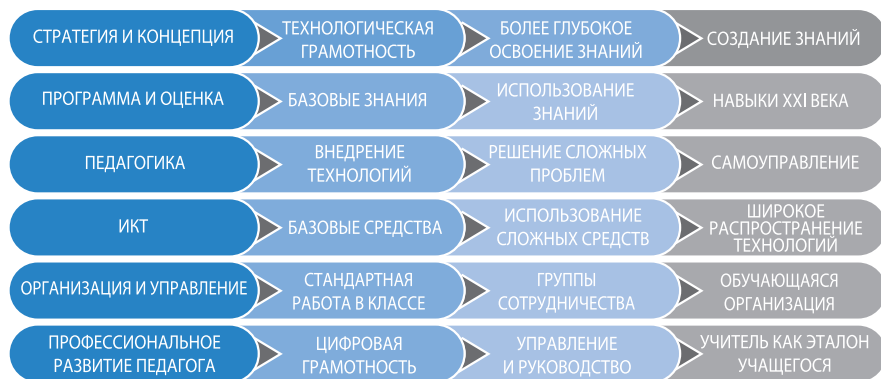 СТРАТЕГИЯ И КОНЦЕПЦИЯ
ТЕХНОЛОГИЧЕСКАЯ
ГРАМОТНОСТЬ
БОЛЕЕ ГЛУБОКОЕ
ОСВОЕНИЕ ЗНАНИЙ
СОЗДАНИЕ ЗНАНИЙ
ПРОГРАММА И ОЦЕНКА
БАЗОВЫЕ ЗНАНИЯ
ИСПОЛЬЗОВАНИЕ
ЗНАНИЙ
НАВЫКИ XXI ВЕКА
ПЕДАГОГИКА
ВНЕДРЕНИЕ
ТЕХНОЛОГИЙ
РЕШЕНИЕ СЛОЖНЫХ
ПРОБЛЕМ
САМОУПРАВЛЕНИЕ
ИКТ
БАЗОВЫЕ СРЕДСТВА
ИСПОЛЬЗОВАНИЕ
СЛОЖНЫХ СРЕДСТВ
ШИРОКОЕ
РАСПРОСТРАНЕНИЕ
ТЕХНОЛОГИЙ
ОРГАНИЗАЦИЯ И УПРАВЛЕНИЕ
СТАНДАРТНАЯ
РАБОТА В КЛАССЕ
ГРУППЫ
СОТРУДНИЧЕСТВА
ОБУЧАЮЩАЯСЯ
ОРГАНИЗАЦИЯ
ПРОФЕССИОНАЛЬНОЕ
РАЗВИТИЕ ПЕДАГОГА
ЦИФРОВАЯ
ГРАМОТНОСТЬ
УПРАВЛЕНИЕ
И РУКОВОДСТВО
УЧИТЕЛЬ КАК ЭТАЛОН
УЧАЩЕГОСЯ